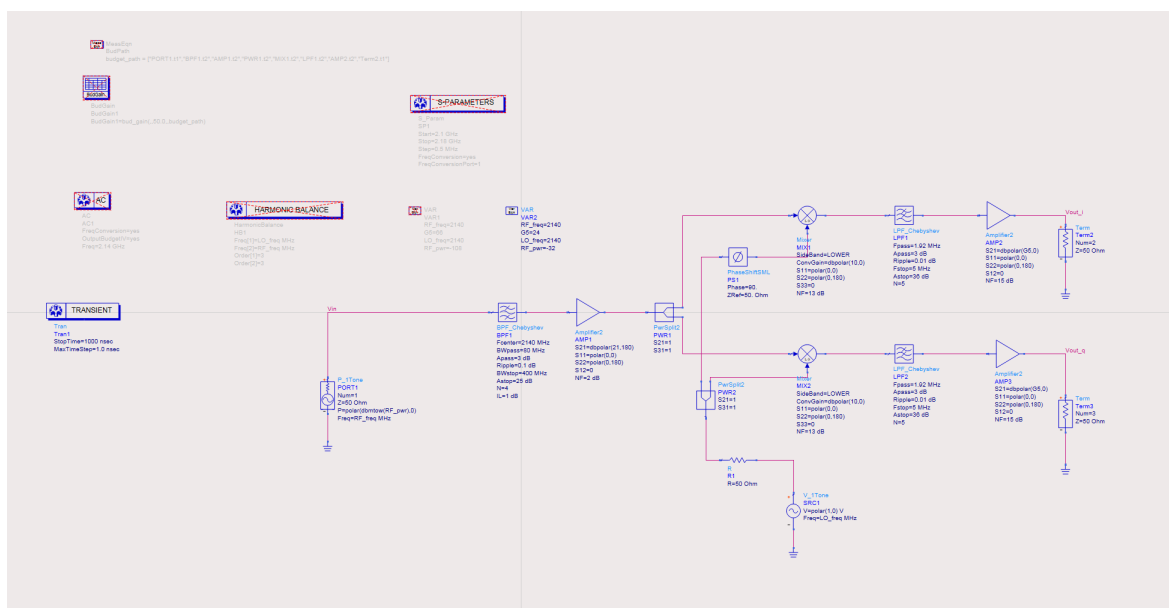 MeasEqn
BudPath
budget_path = ["PORT1.t1","BPF1.t2","AMP1.t2","PWR1.t2","MIX1.t2","LPF1.t2","AMP2.t2","Term2.t1"]
BudGain
BudGain
BudGain1
BudGain1=bud_gain(,,50.0,,budget_path)
S-PARAMETERS
S_Param
SP1
Start=2.1 GHz
Stop=2.18 GHz
Step=0.5 MHz
FreqConversion=yes
FreqConversionPort=1
AC
AC
AC1
FreqConversion=yes
OutputBudgetIV=yes
Freq=2.14 GHz
HARMONIC BALANCE
HarmonicBalance
HB1
Freq[1]=LO_freq MHz
Freq[2]=RF_freq MHz
Order[1]=3
Order[2]=3
VAR
VAR1
RF_freq=2140
LO_freq=2140
VAR
VAR2
RF_freq=2140
G5=24
LO_freq=2140
RF_pwr=-32
TRANSIENT
Tran
Tran1
StopTime=1000 nsec
MaxTimeStep=1.0 nsec
Vin
P_1Tone
PORT1
Num=1
Z=50 Ohm
P=polar(dbmtow(RF_pwr),0)
Freq=RF_freq MHz
BPF_Chebyshev
BPF1
Fcenter=2140 MHz
BWpass=80 MHz
Apass=3 dB
Ripple=0.1 dB
BWstop=400 MHz
Astop=25 dB
N=4
IL=1 dB
Amplifier2
AMP1
S21=dbpolar(21,180)
S11=polar(0,0)
S22=polar(0,180)
S12=0
NF=2 dB
PwrSplit2
PWR1
S21=1
S31=1
PhaseShiftSML
PS1
Phase=90.
ZRef=50. Ohm
Mixer
MIX1
SideBand=LOWER
ConvGain=dbpolar(10,0)
S11=polar(0,0)
S22=polar(0,180)
S33=0
NF=13 dB
LPF_Chebyshev
LPF1
Fpass=1.92 MHz
Apass=3 dB
Ripple=0.01 dB
Fstop=5 MHz
Astop=36 dB
N=5
Amplifier2
AMP2
S21=dbpolar(G5,0)
S11=polar(0,0)
S22=polar(0,180)
S12=0
NF=15 dB
Vout_i
Term
Term2
Num=2
Z=50 Ohm
PwrSplit2
PWR2
S21=1
S31=1
Mixer
MIX2
SideBand=LOWER
ConvGain=dbpolar(10,0)
S11=polar(0,0)
S22=polar(0,180)
S33=0
NF=13 dB
LPF_Chebyshev
LPF2
Fpass=1.92 MHz
Apass=3 dB
Ripple=0.01 dB
Fstop=5 MHz
Astop=36 dB
N=5
Amplifier2
AMP3
S21=dbpolar(G5,0)
S11=polar(0,0)
S22=polar(0,180)
S12=0
NF=15 dB
Vout_q
Term
Term3
Num=3
Z=50 Ohm
R
R1
R=50 Ohm
V_1Tone
SRC1
V=polar(1,0) V
Freq=LO_freq MHz